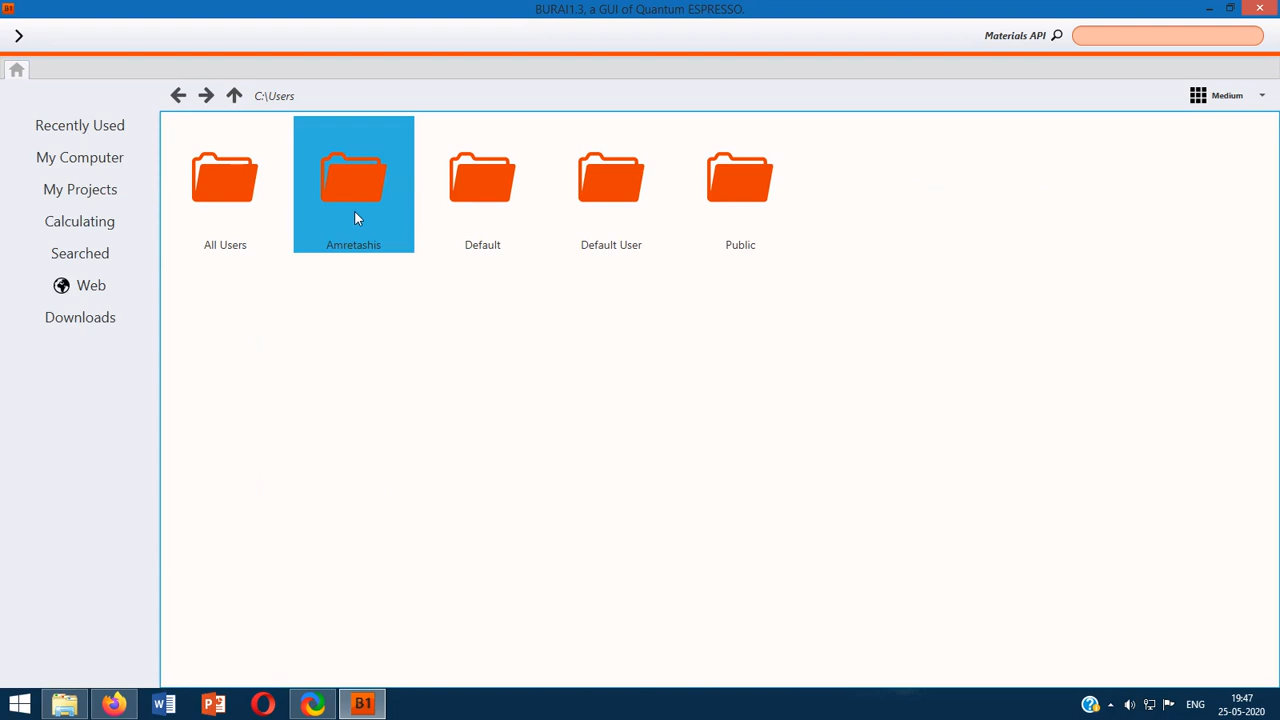 BURAI1.3, a GUI of Quantum ESPRESSO.
Materials API
C:\Users
Medium
Recently Used
My Computer
My Projects
Calculating
Searched
Web
Downloads
All Users
Amretashis
Default
Default User
Public
B1
ENG
19:47
25-05-2020